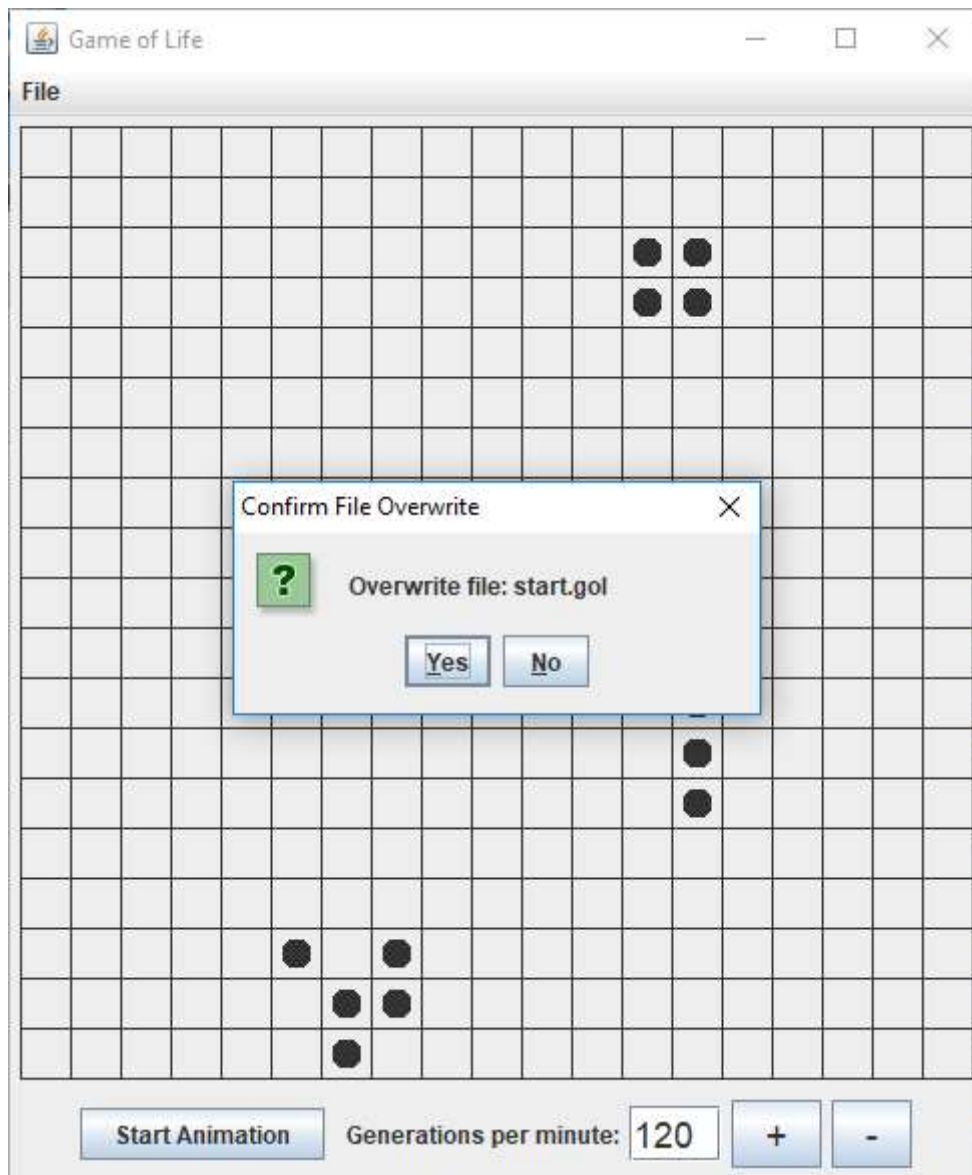 Game of Life
File
Confirm File Overwrite
?
Overwrite file: start.gol
Yes No
Start Animation Generations per minute: 120 + -